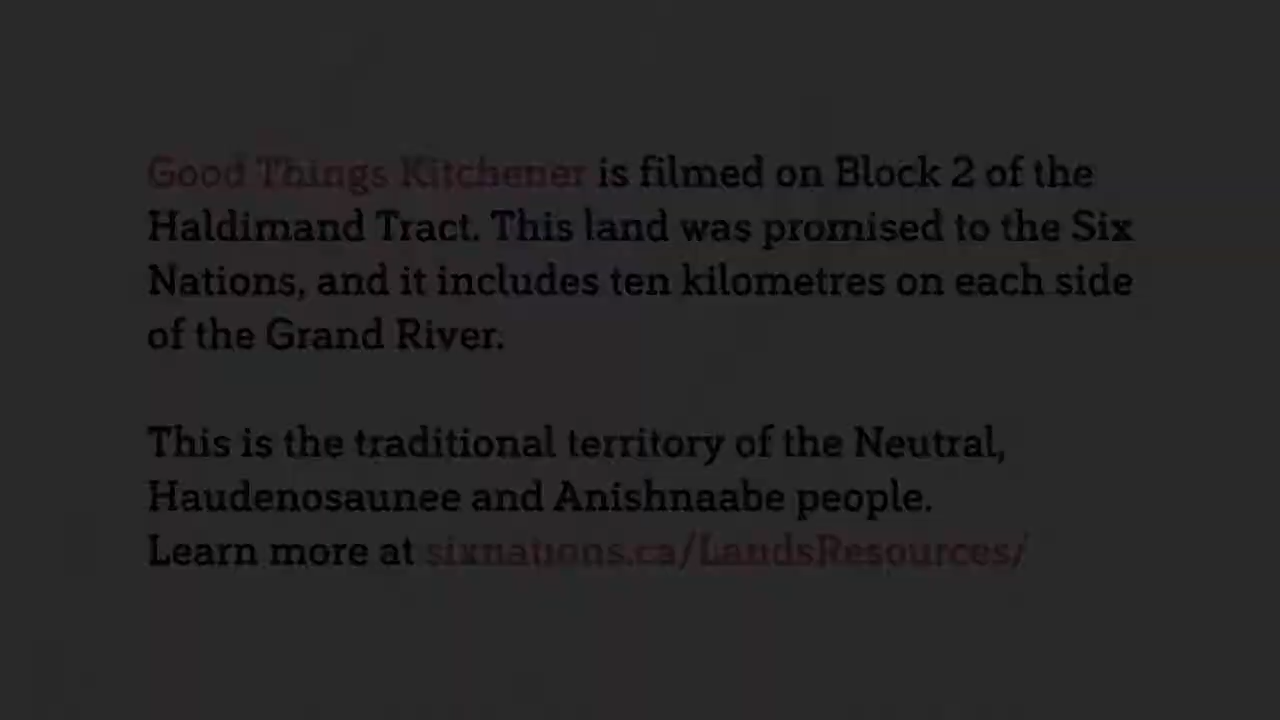 Good Things Kitchener is filmed on Block 2 of the
Haldimand Tract. This land was promised to the Six
Nations, and it includes ten kilometres on each side
of the Grand River.
This is the traditional territory of the Neutral,
Haudenosaunee and Anishnaabe people.
Learn more at sixnations.ca/LandsResources/